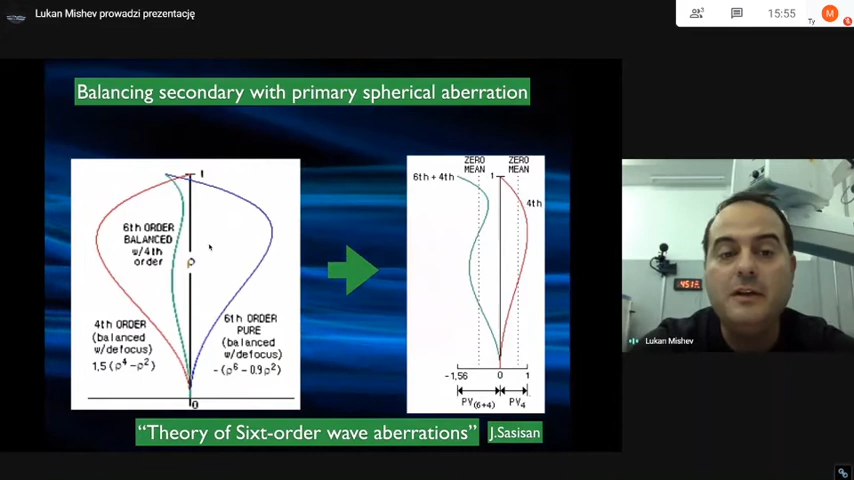 Lukan Mishev prowadzi prezentację
3
15:55
M
Ty
Balancing secondary with primary spherical aberration
1
6th ORDER
BALANCED
w/4th
order
ρ
4th ORDER
(balanced
w/defocus)
1,5(ρ⁴-ρ²)
6th ORDER
PURE
(balanced
w/defocus)
-(ρ⁶-0.9ρ²)
0
ZERO
MEAN
ZERO
MEAN
6th+4th
1
4th
-1,56
0
1
PV(6+4)
PV4
"Theory of Sixt-order wave aberrations"
J.Sasisan
Lukan Mishev